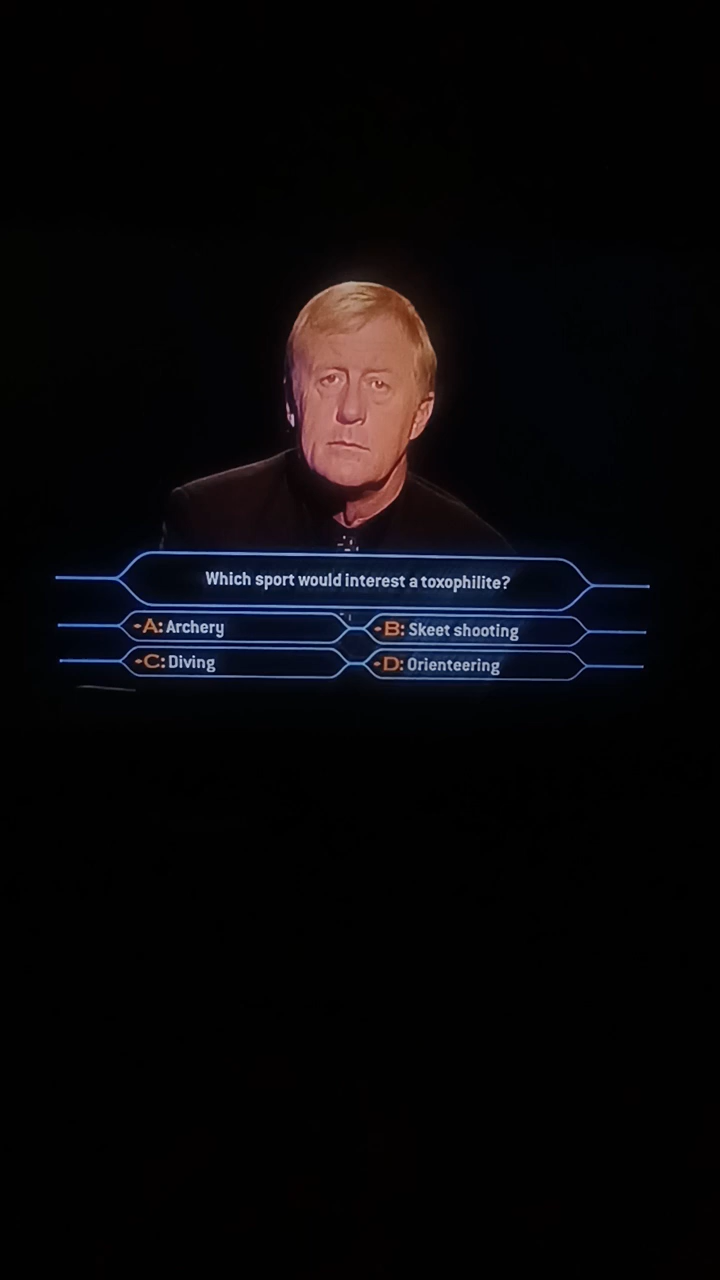 Which sport would interest a toxophilite?
A: Archery
B: Skeet shooting
C: Diving
D: Orienteering